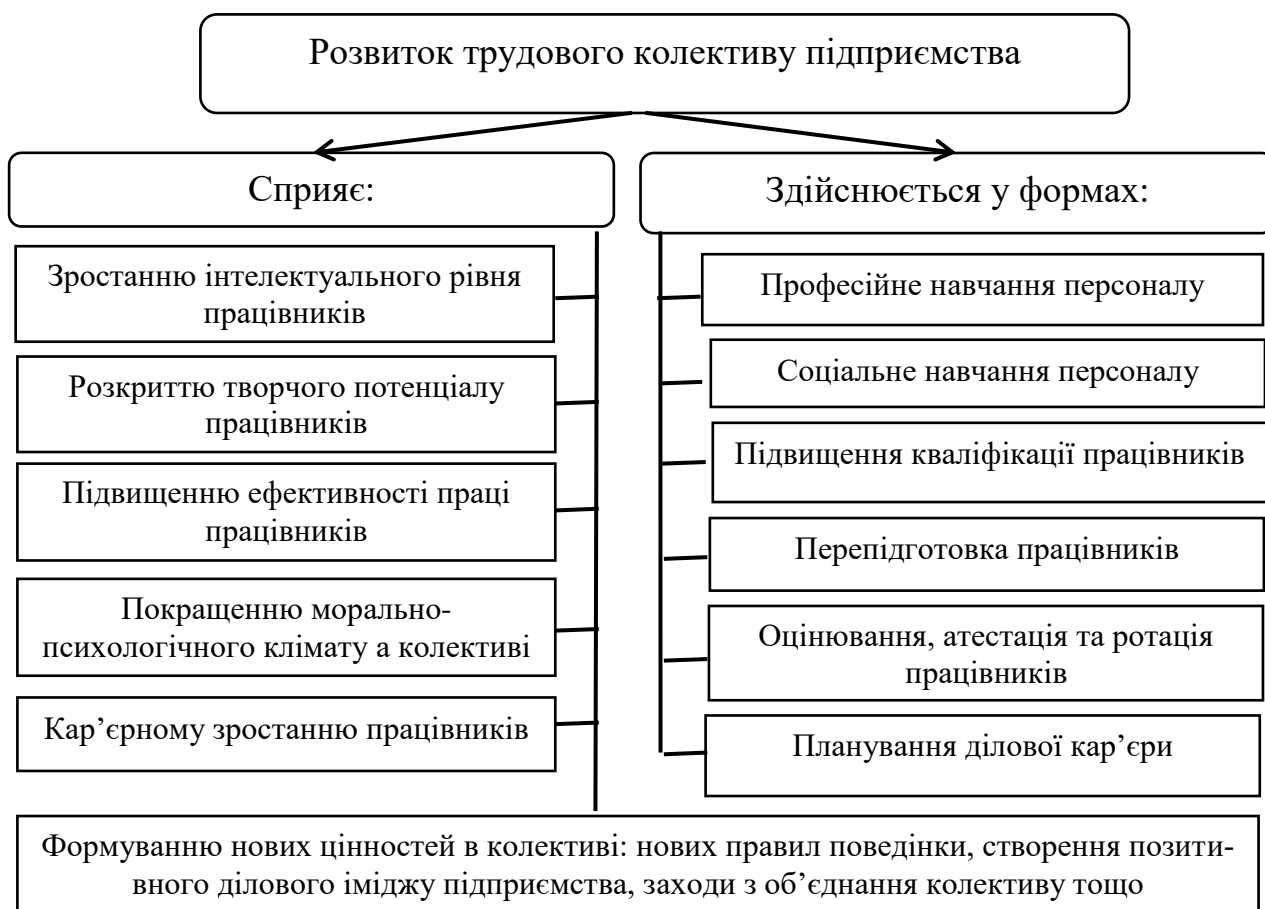 Розвиток трудового колективу підприємства
Сприяє:
Зростанню інтелектуального рівня
працівників
Розкриттю творчого потенціалу
працівників
Підвищенню ефективності праці
працівників
Покращенню морально-
психологічного клімату а колективі
Кар’єрному зростанню працівників
Здійснюється у формах:
Професійне навчання персоналу
Соціальне навчання персоналу
Підвищення кваліфікації працівників
Перепідготовка працівників
Оцінювання, атестація та ротація
працівників
Планування ділової кар’єри
Формуванню нових цінностей в колективі: нових правил поведінки, створення позити-
вного ділового іміджу підприємства, заходи з об’єднання колективу тощо